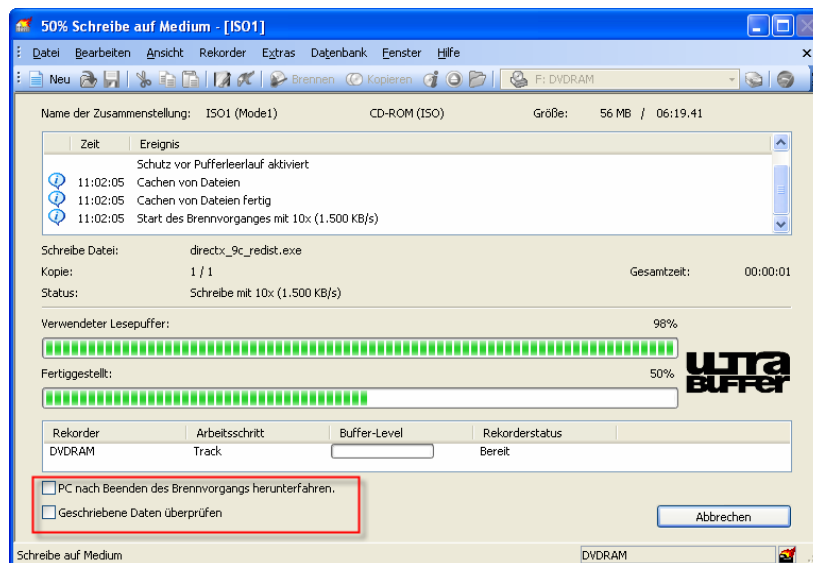 50% Schreibe auf Medium - [ISO1]
Datei Bearbeiten Ansicht Rekorder Extras Datenbank Fenster Hilfe
Neu Brennen Kopieren F: DVDRAM
Name der Zusammenstellung: ISO1 (Mode1) CD-ROM (ISO) Größe: 56 MB / 06:19.41
Zeit Ereignis
Schutz vor Pufferleerlauf aktiviert
11:02:05 Cachen von Dateien
11:02:05 Cachen von Dateien fertig
11:02:05 Start des Brennvorganges mit 10x (1.500 KB/s)
Schreibe Datei: directx_9c_redist.exe
Kopie: 1 / 1 Gesamtzeit: 00:00:01
Status: Schreibe mit 10x (1.500 KB/s)
Verwendeter Lesepuffer: 98%
Fertiggestellt: 50%
ULTRA
BUFFER
Rekorder Arbeitsschritt Buffer-Level Rekorderstatus
DVDRAM Track Bereit
PC nach Beenden des Brennvorgangs herunterfahren.
Geschriebene Daten überprüfen
Abbrechen
Schreibe auf Medium DVDRAM